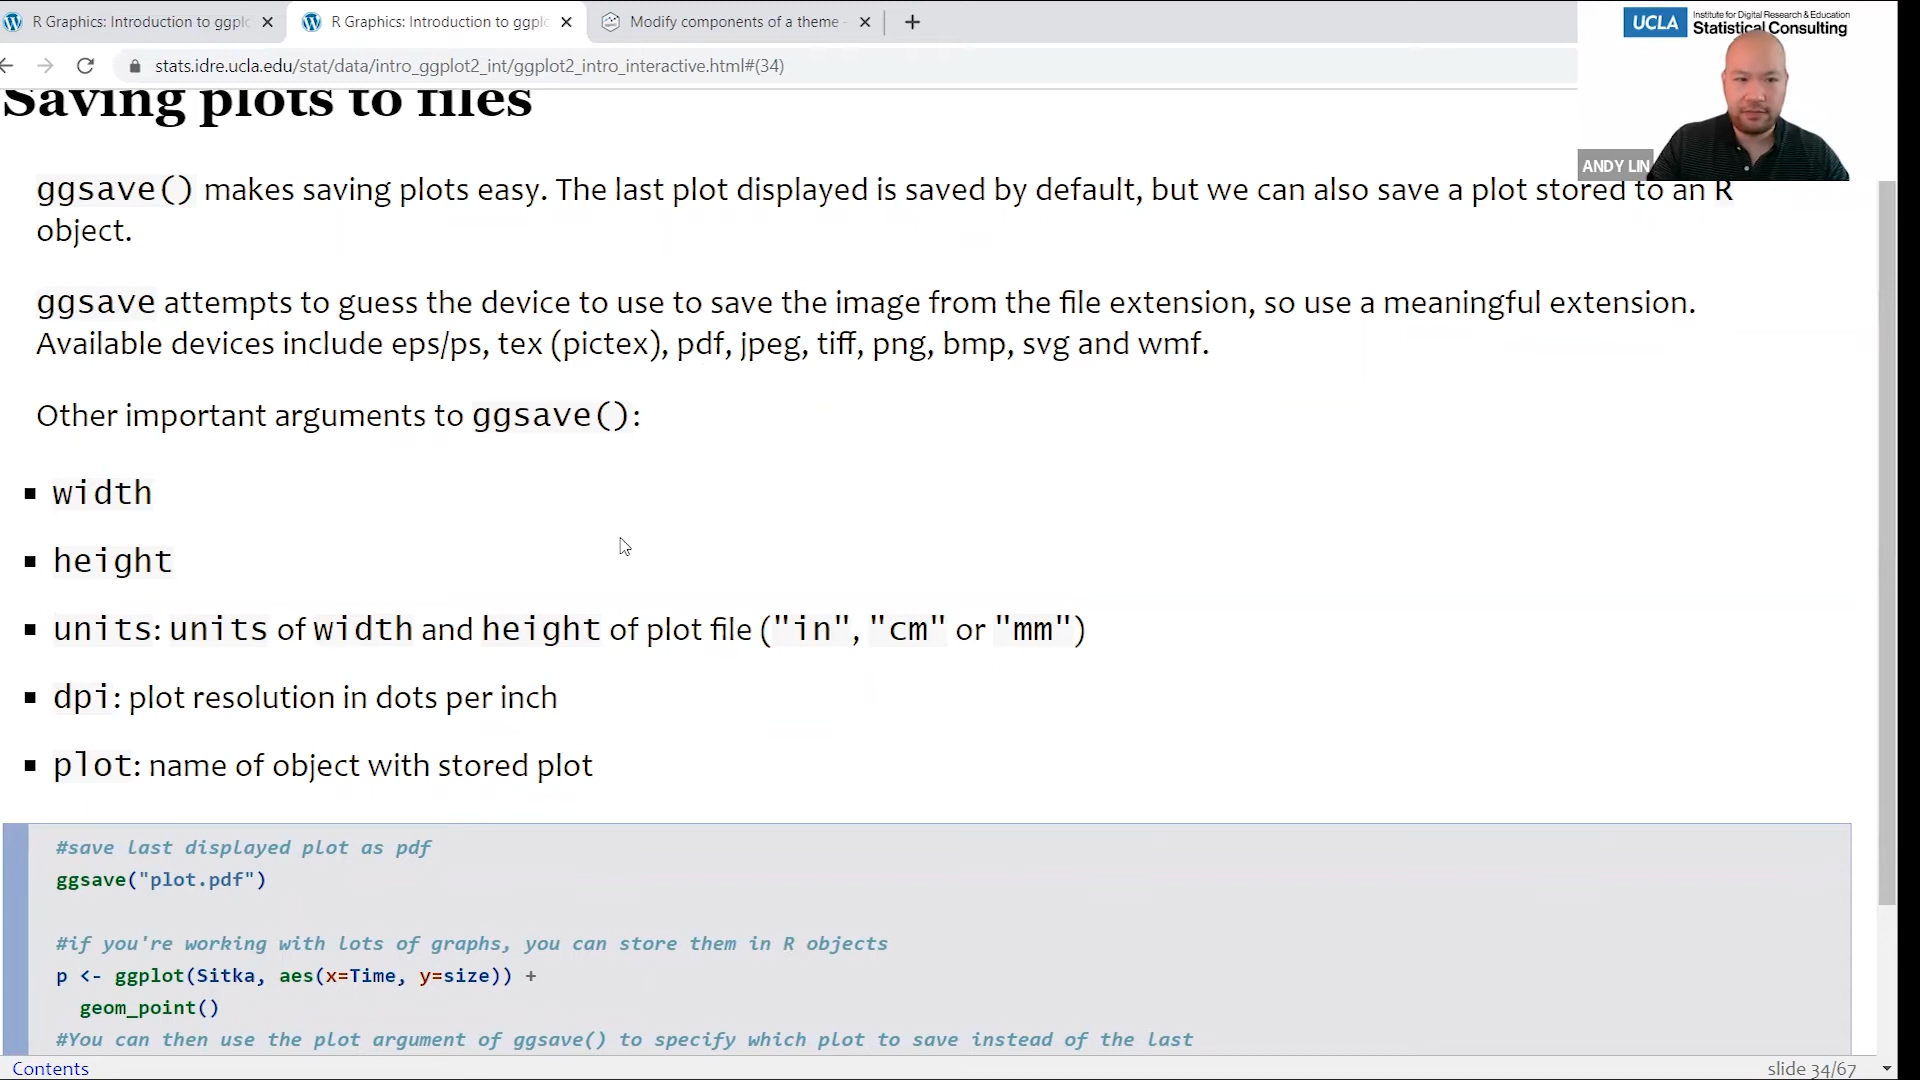 R Graphics: Introduction to ggplo
R Graphics: Introduction to ggplo
Modify components of a theme -
UCLA Institute for Digital Research & Education
Statistical Consulting
stats.idre.ucla.edu/stat/data/intro_ggplot2_int/ggplot2_intro_interactive.html#(34)
ANDY LIN
Saving plots to files
ggsave() makes saving plots easy. The last plot displayed is saved by default, but we can also save a plot stored to an R
object.
ggsave attempts to guess the device to use to save the image from the file extension, so use a meaningful extension.
Available devices include eps/ps, tex (pictex), pdf, jpeg, tiff, png, bmp, svg and wmf.
Other important arguments to ggsave():
▪ width
▪ height
▪ units: units of width and height of plot file ("in", "cm" or "mm")
▪ dpi: plot resolution in dots per inch
▪ plot: name of object with stored plot
#save last displayed plot as pdf
ggsave("plot.pdf")
#if you're working with lots of graphs, you can store them in R objects
p <- ggplot(Sitka, aes(x=Time, y=size)) +
geom_point()
#You can then use the plot argument of ggsave() to specify which plot to save instead of the last
Contents
slide 34/67